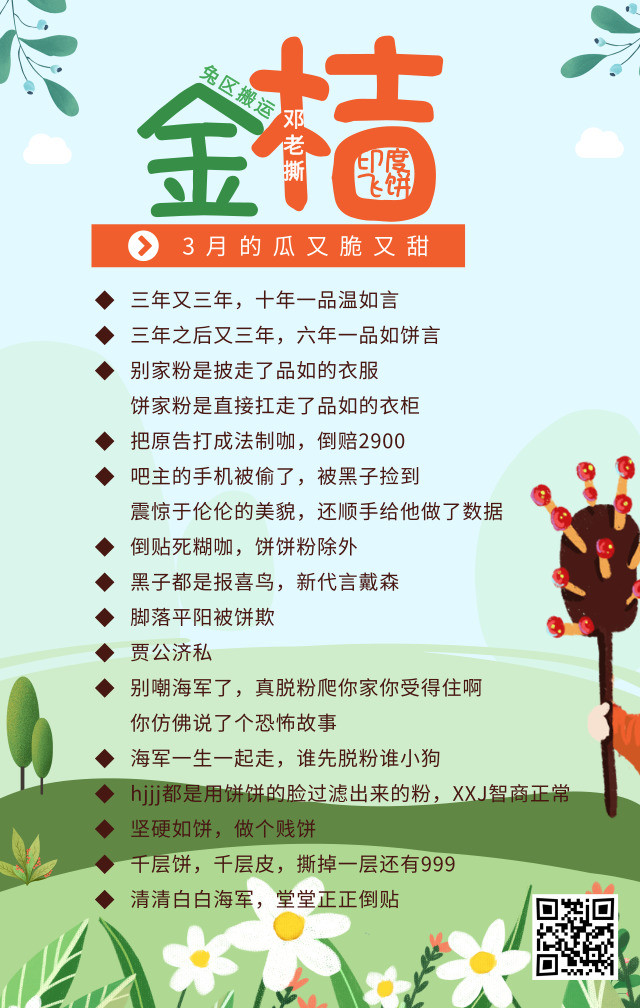 兔区搬运
金桔
邓老撕
印度
飞饼
3月的瓜又脆又甜
三年又三年，十年一品温如言
三年之后又三年，六年一品如饼言
别家粉是披走了品如的衣服
饼家粉是直接扛走了品如的衣柜
把原告打成法制咖，倒赔2900
吧主的手机被偷了，被黑子捡到
震惊于伦伦的美貌，还顺手给他做了数据
倒贴死糊咖，饼饼粉除外
黑子都是报喜鸟，新代言戴森
脚落平阳被饼欺
贾公济私
别嘲海军了，真脱粉爬你家你受得住啊
你仿佛说了个恐怖故事
海军一生一起走，谁先脱粉谁小狗
hjjj都是用饼饼的脸过滤出来的粉，XXJ智商正常
坚硬如饼，做个贱饼
千层饼，千层皮，撕掉一层还有999
清清白白海军，堂堂正正倒贴